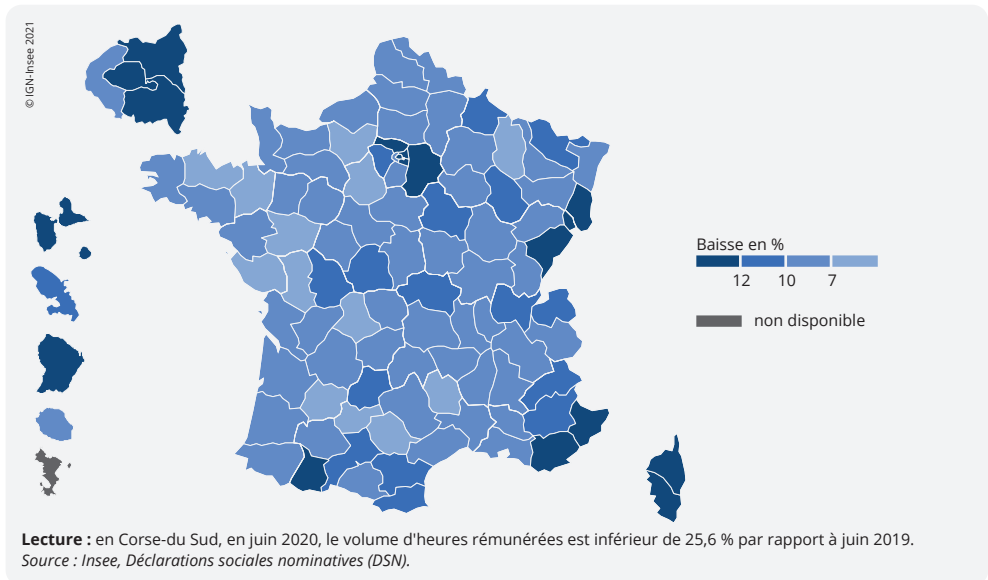 © IGN-Insee 2021
Baisse en %
12 10 7
non disponible
Lecture : en Corse-du Sud, en juin 2020, le volume d'heures rémunérées est inférieur de 25,6 % par rapport à juin 2019.
Source : Insee, Déclarations sociales nominatives (DSN).